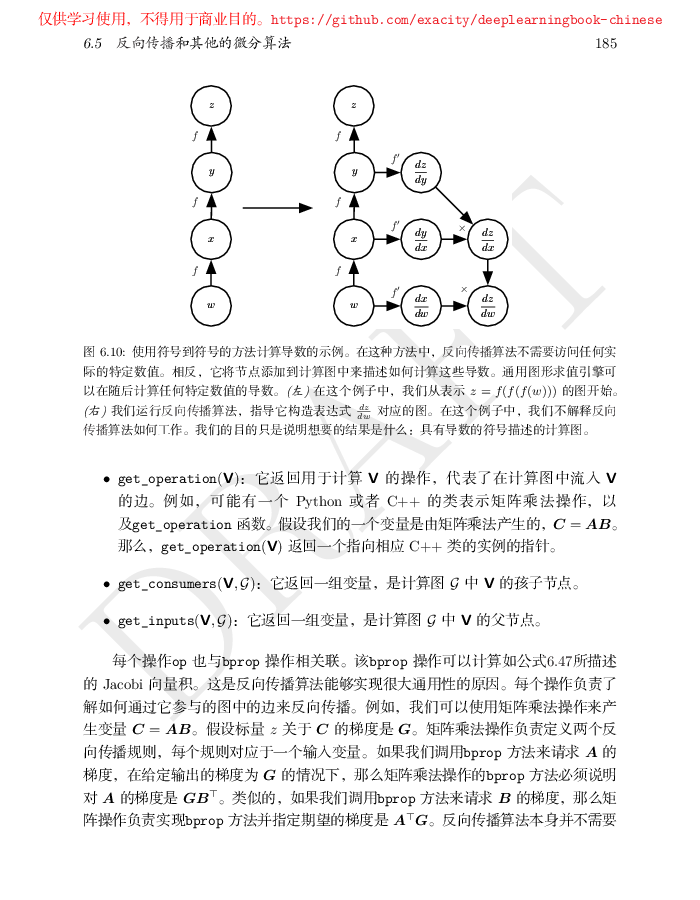 仅供学习使用，不得用于商业目的。https://github.com/exacity/deeplearningbook-chinese
6.5 反向传播和其他的微分算法 185
z
f
y
f
x
f
w
z
f
y
f
x
f
w
f′
dz/dy
f′
dy/dx
×
dz/dx
f′
dx/dw
×
dz/dw
图 6.10: 使用符号到符号的方法计算导数的示例。在这种方法中，反向传播算法不需要访问任何实
际的特定数值。相反，它将节点添加到计算图中来描述如何计算这些导数。通用图形求值引擎可
以在随后计算任何特定数值的导数。(左) 在这个例子中，我们从表示 z = f(f(f(w))) 的图开始。
(右) 我们运行反向传播算法，指导它构造表达式 dz/dw 对应的图。在这个例子中，我们不解释反向
传播算法如何工作。我们的目的只是说明想要的结果是什么：具有导数的符号描述的计算图。
• get_operation(V)：它返回用于计算 V 的操作，代表了在计算图中流入 V
的边。例如，可能有一个 Python 或者 C++ 的类表示矩阵乘法操作，以
及get_operation 函数。假设我们的一个变量是由矩阵乘法产生的，C = AB。
那么，get_operation(V) 返回一个指向相应 C++ 类的实例的指针。
• get_consumers(V,𝒢)：它返回一组变量，是计算图 𝒢 中 V 的孩子节点。
• get_inputs(V,𝒢)：它返回一组变量，是计算图 𝒢 中 V 的父节点。
每个操作op 也与bprop 操作相关联。该bprop 操作可以计算如公式6.47所描述
的 Jacobi 向量积。这是反向传播算法能够实现很大通用性的原因。每个操作负责了
解如何通过它参与的图中的边来反向传播。例如，我们可以使用矩阵乘法操作来产
生变量 C = AB。假设标量 z 关于 C 的梯度是 G。矩阵乘法操作负责定义两个反
向传播规则，每个规则对应于一个输入变量。如果我们调用bprop 方法来请求 A 的
梯度，在给定输出的梯度为 G 的情况下，那么矩阵乘法操作的bprop 方法必须说明
对 A 的梯度是 GB⊤。类似的，如果我们调用bprop 方法来请求 B 的梯度，那么矩
阵操作负责实现bprop 方法并指定期望的梯度是 A⊤G。反向传播算法本身并不需要
DRAFT